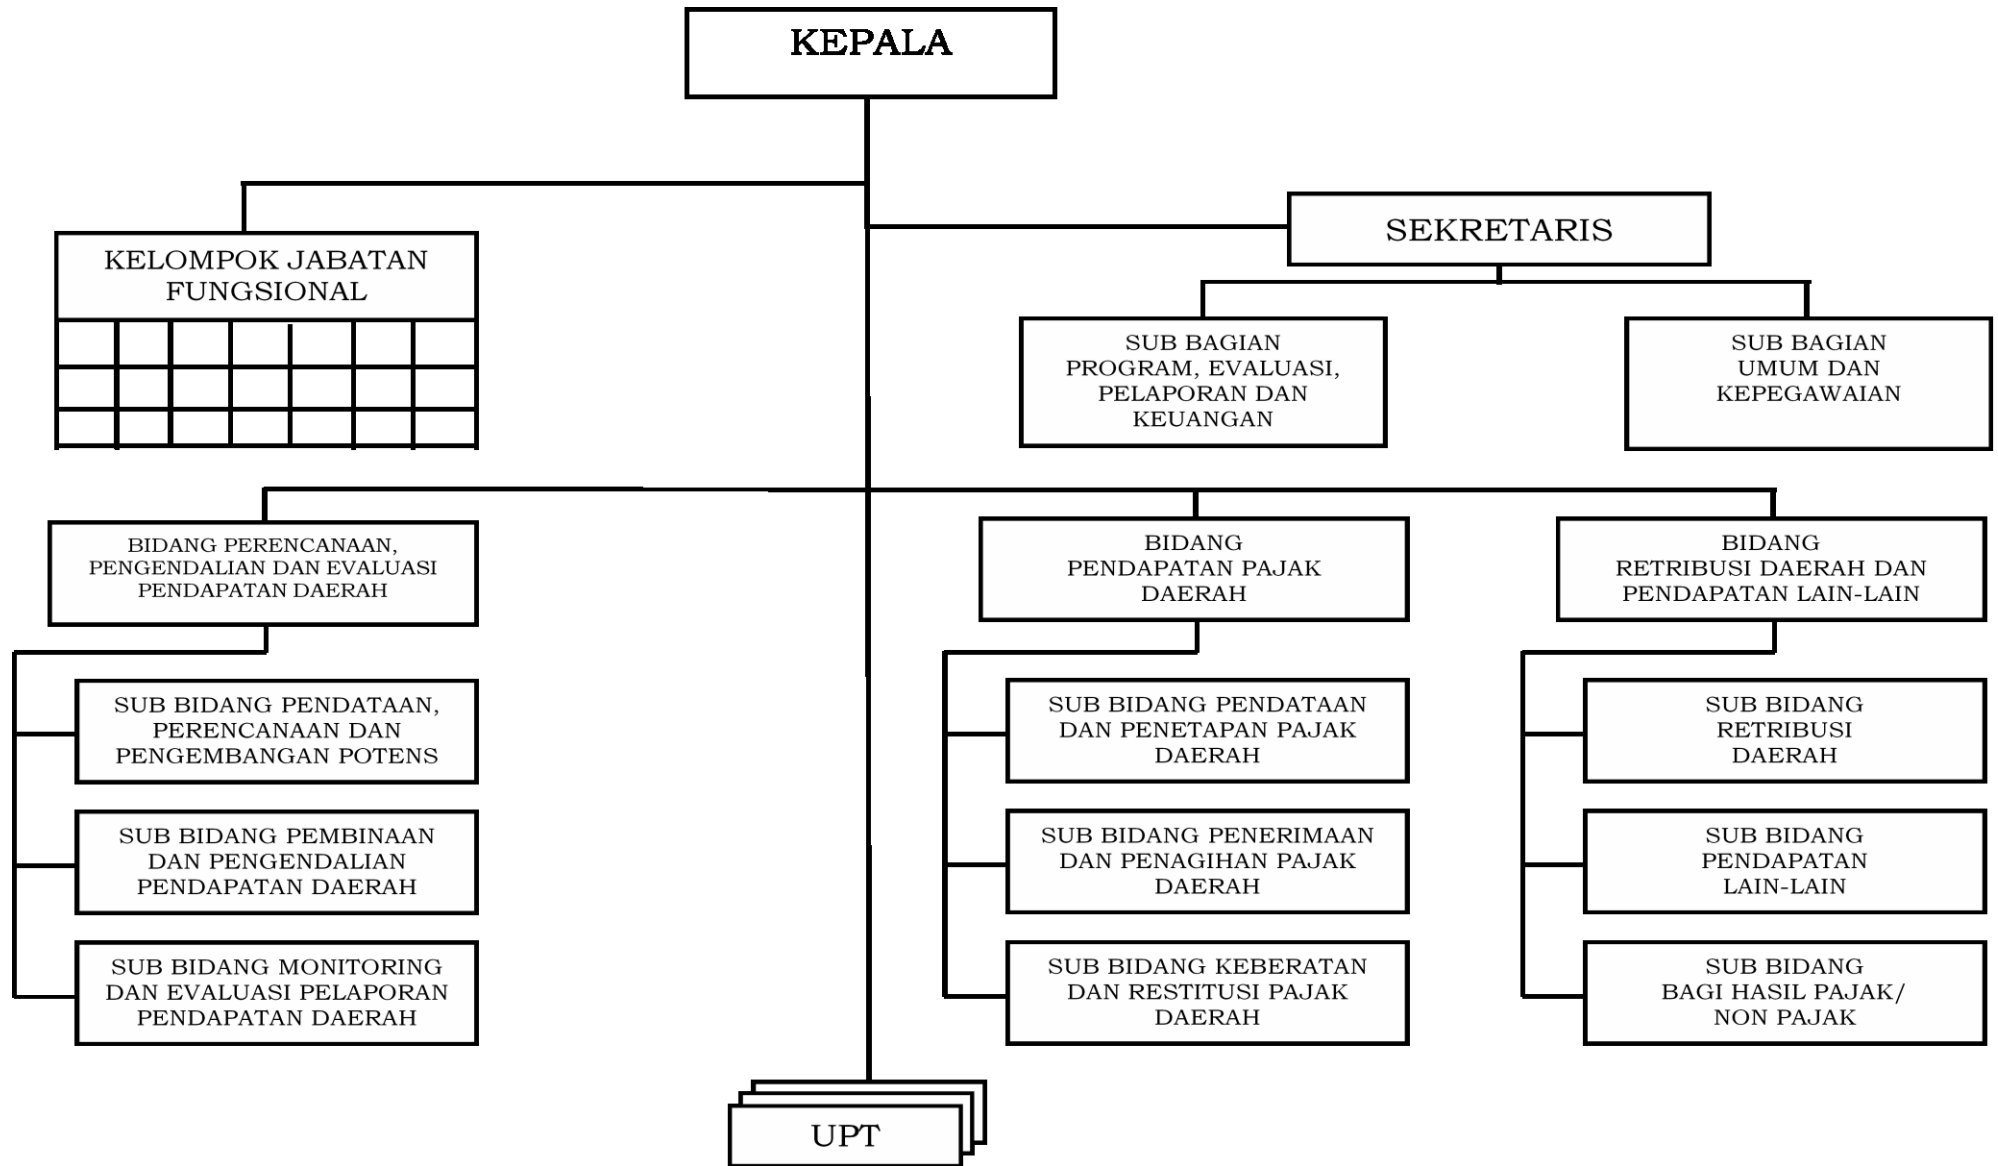 KEPALA
SEKRETARIS
KELOMPOK JABATAN
FUNGSIONAL
SUB BAGIAN
PROGRAM, EVALUASI,
PELAPORAN DAN
KEUANGAN
SUB BAGIAN
UMUM DAN
KEPEGAWAIAN
BIDANG PERENCANAAN,
PENGENDALIAN DAN EVALUASI
PENDAPATAN DAERAH
BIDANG
PENDAPATAN PAJAK
DAERAH
BIDANG
RETRIBUSI DAERAH DAN
PENDAPATAN LAIN-LAIN
SUB BIDANG PENDATAAN,
PERENCANAAN DAN
PENGEMBANGAN POTENS
SUB BIDANG PENDATAAN
DAN PENETAPAN PAJAK
DAERAH
SUB BIDANG
RETRIBUSI
DAERAH
SUB BIDANG PEMBINAAN
DAN PENGENDALIAN
PENDAPATAN DAERAH
SUB BIDANG PENERIMAAN
DAN PENAGIHAN PAJAK
DAERAH
SUB BIDANG
PENDAPATAN
LAIN-LAIN
SUB BIDANG MONITORING
DAN EVALUASI PELAPORAN
PENDAPATAN DAERAH
SUB BIDANG KEBERATAN
DAN RESTITUSI PAJAK
DAERAH
SUB BIDANG
BAGI HASIL PAJAK/
NON PAJAK
UPT